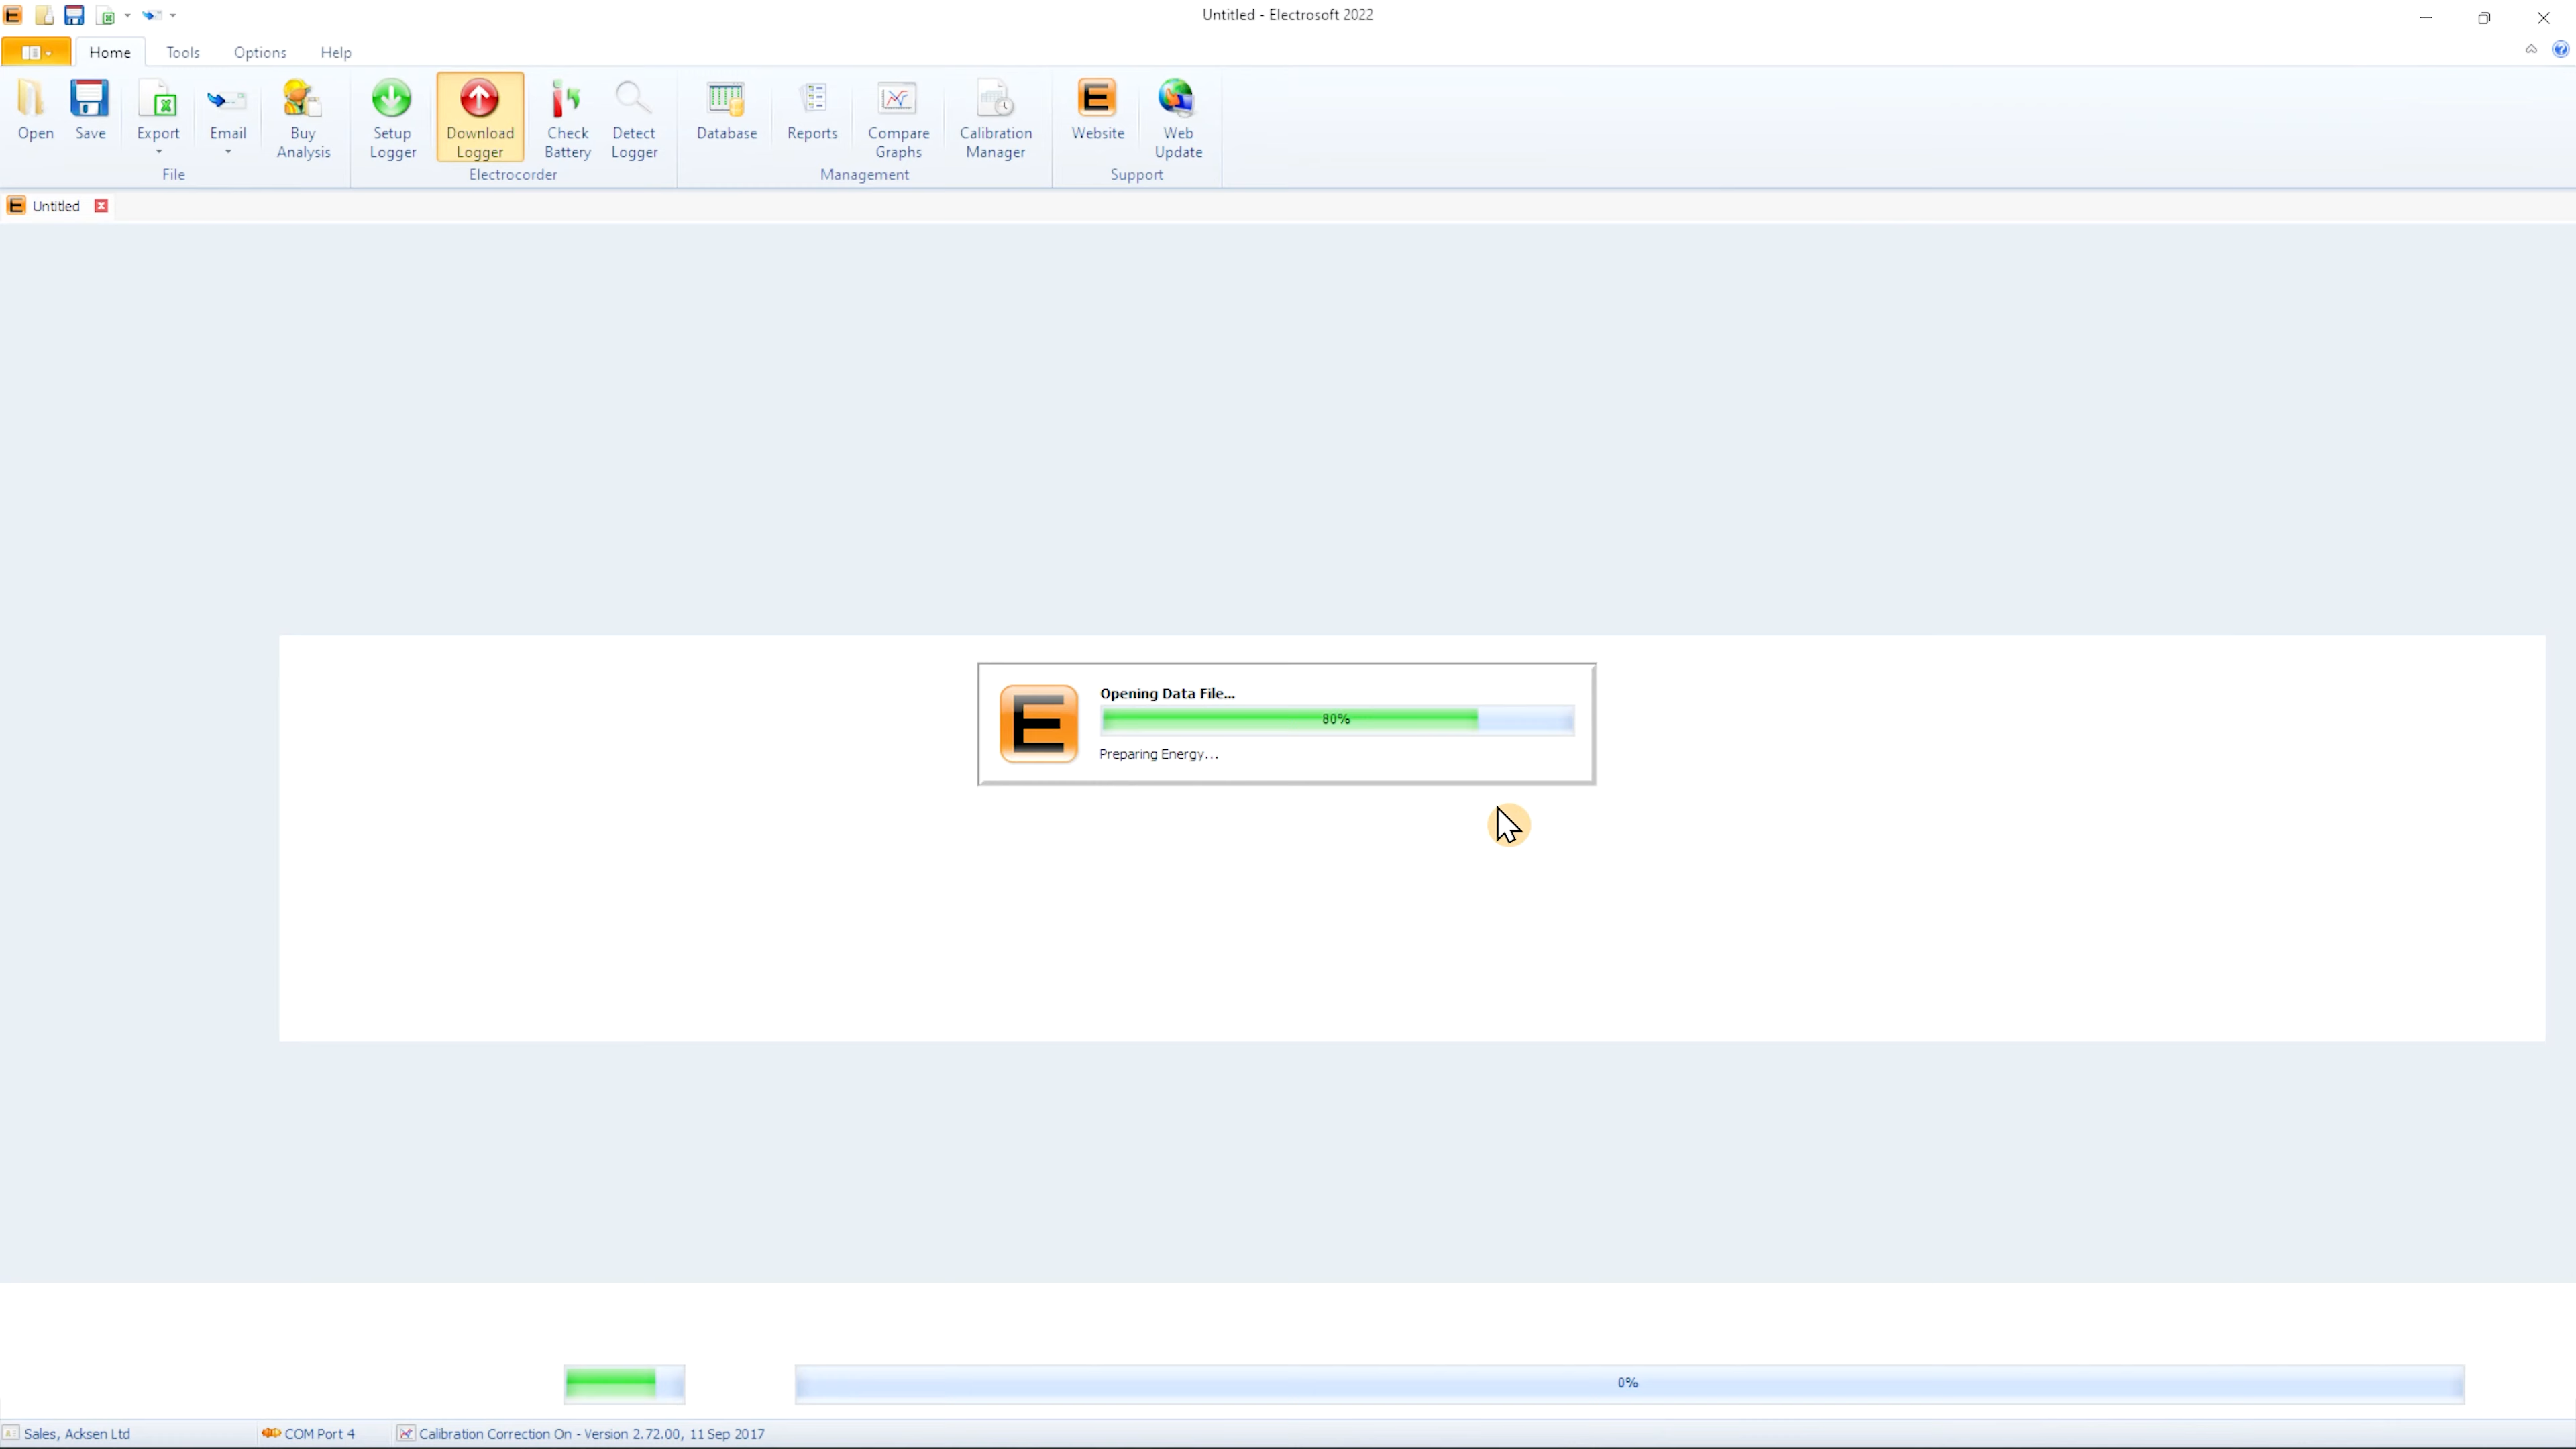 Untitled - Electrosoft 2022
Home Tools Options Help
Open Save Export Email Buy Analysis Setup Logger Download Logger Check Battery Detect Logger Database Reports Compare Graphs Calibration Manager Website Web Update
File Electrocorder Management Support
E Untitled
Opening Data File...
80%
E
Preparing Energy...
0%
Sales, Acksen Ltd COM Port 4 Calibration Correction On - Version 2.72.00, 11 Sep 2017